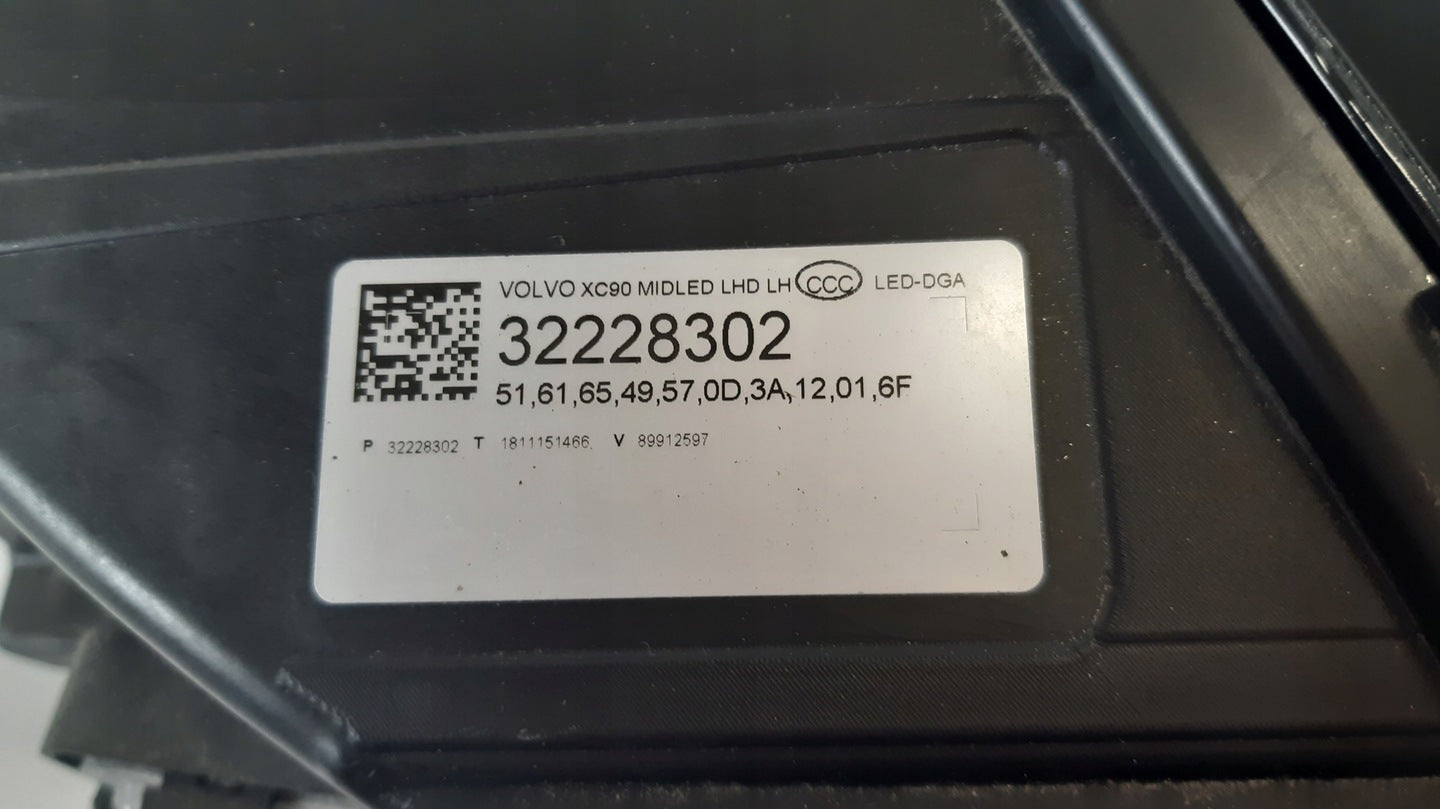 VOLVO XC90 MIDLED LHD LH CCC LED-DGA
32228302
51,61,65,49,57,0D,3A,12,01,6F
P 32228302 T 1811151466. V 89912597